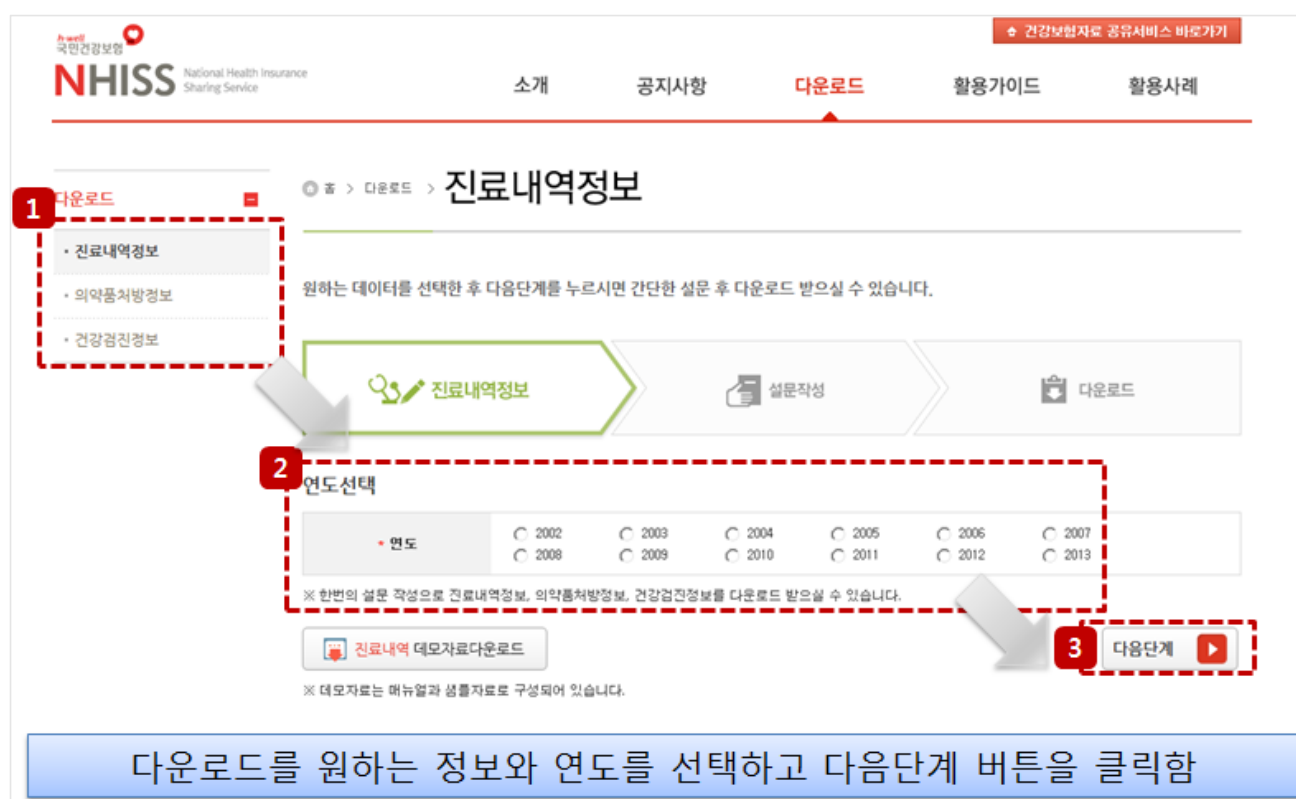 h-well
국민건강보험
NHISS National Health Insurance Sharing Service
건강보험자료 공유서비스 바로가기
소개 공지사항 다운로드 활용가이드 활용사례
1
다운로드
• 진료내역정보
• 의약품처방정보
• 건강검진정보
홈 > 다운로드 > 진료내역정보
원하는 데이터를 선택한 후 다음단계를 누르시면 간단한 설문 후 다운로드 받으실 수 있습니다.
진료내역정보 설문작성 다운로드
2
연도선택
• 연도
2002 2003 2004 2005 2006 2007
2008 2009 2010 2011 2012 2013
※ 한번의 설문 작성으로 진료내역정보, 의약품처방정보, 건강검진정보를 다운로드 받으실 수 있습니다.
진료내역 데모자료다운로드
3
다음단계
※ 데모자료는 매뉴얼과 샘플자료로 구성되어 있습니다.
다운로드를 원하는 정보와 연도를 선택하고 다음단계 버튼을 클릭함